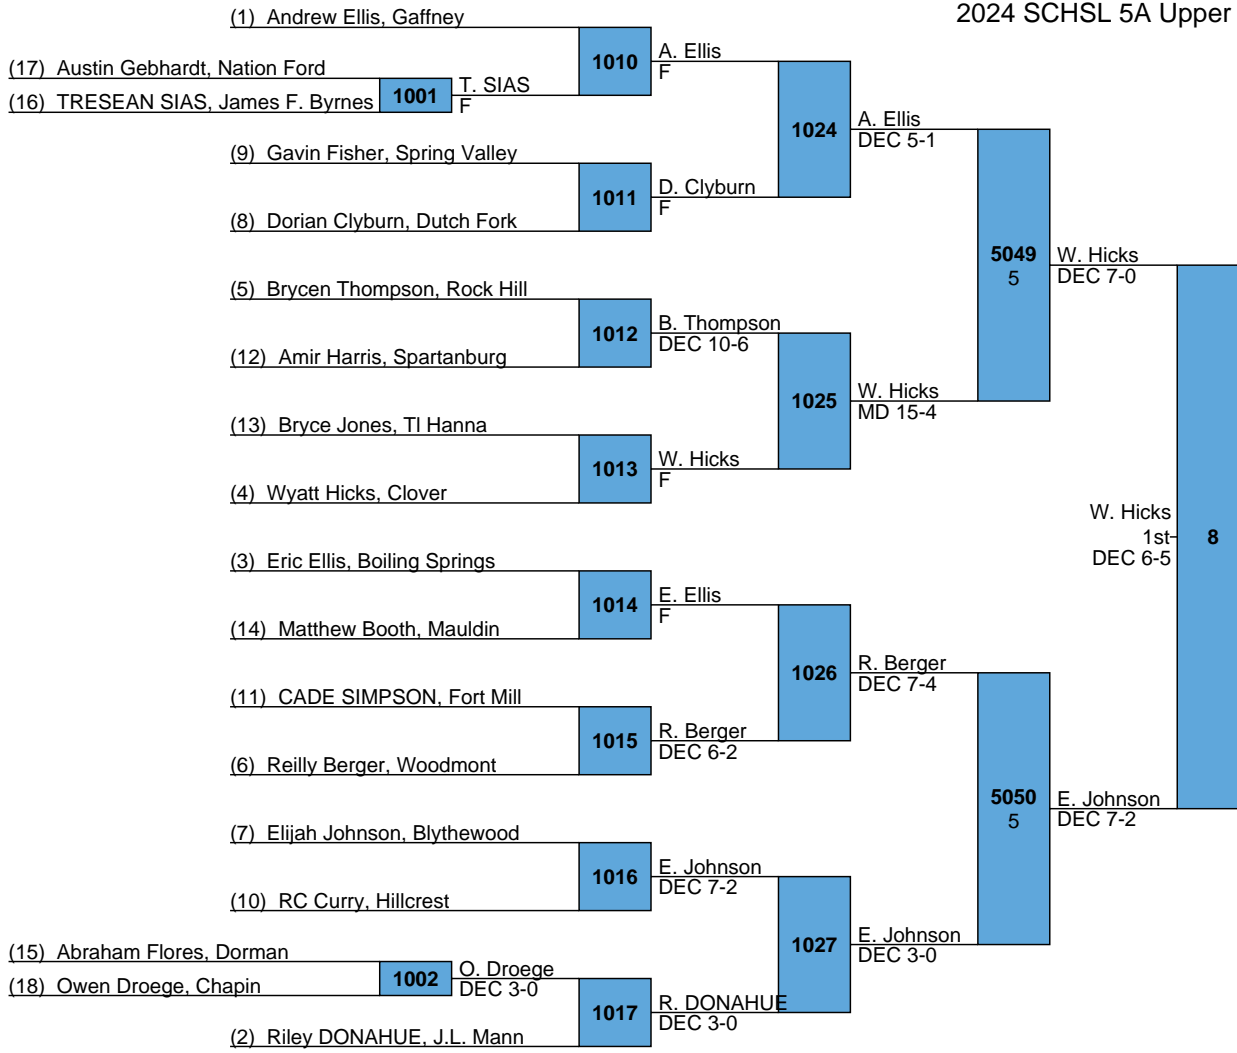 2024 SCHSL 5A Upper
(1) Andrew Ellis, Gaffney
(17) Austin Gebhardt, Nation Ford
(16) TRESEAN SIAS, James F. Byrnes
1001
T. SIAS
F
1010
A. Ellis
F
(9) Gavin Fisher, Spring Valley
(8) Dorian Clyburn, Dutch Fork
1011
D. Clyburn
F
1024
A. Ellis
DEC 5-1
(5) Brycen Thompson, Rock Hill
(12) Amir Harris, Spartanburg
1012
B. Thompson
DEC 10-6
(13) Bryce Jones, TI Hanna
(4) Wyatt Hicks, Clover
1013
W. Hicks
F
1025
W. Hicks
MD 15-4
5049
5
W. Hicks
DEC 7-0
(3) Eric Ellis, Boiling Springs
(14) Matthew Booth, Mauldin
1014
E. Ellis
F
(11) CADE SIMPSON, Fort Mill
(6) Reilly Berger, Woodmont
1015
R. Berger
DEC 6-2
1026
R. Berger
DEC 7-4
(7) Elijah Johnson, Blythewood
(10) RC Curry, Hillcrest
1016
E. Johnson
DEC 7-2
(15) Abraham Flores, Dorman
(18) Owen Droege, Chapin
1002
O. Droege
DEC 3-0
(2) Riley DONAHUE, J.L. Mann
1017
R. DONAHUE
DEC 3-0
1027
E. Johnson
DEC 3-0
5050
5
E. Johnson
DEC 7-2
W. Hicks
1st
DEC 6-5
8